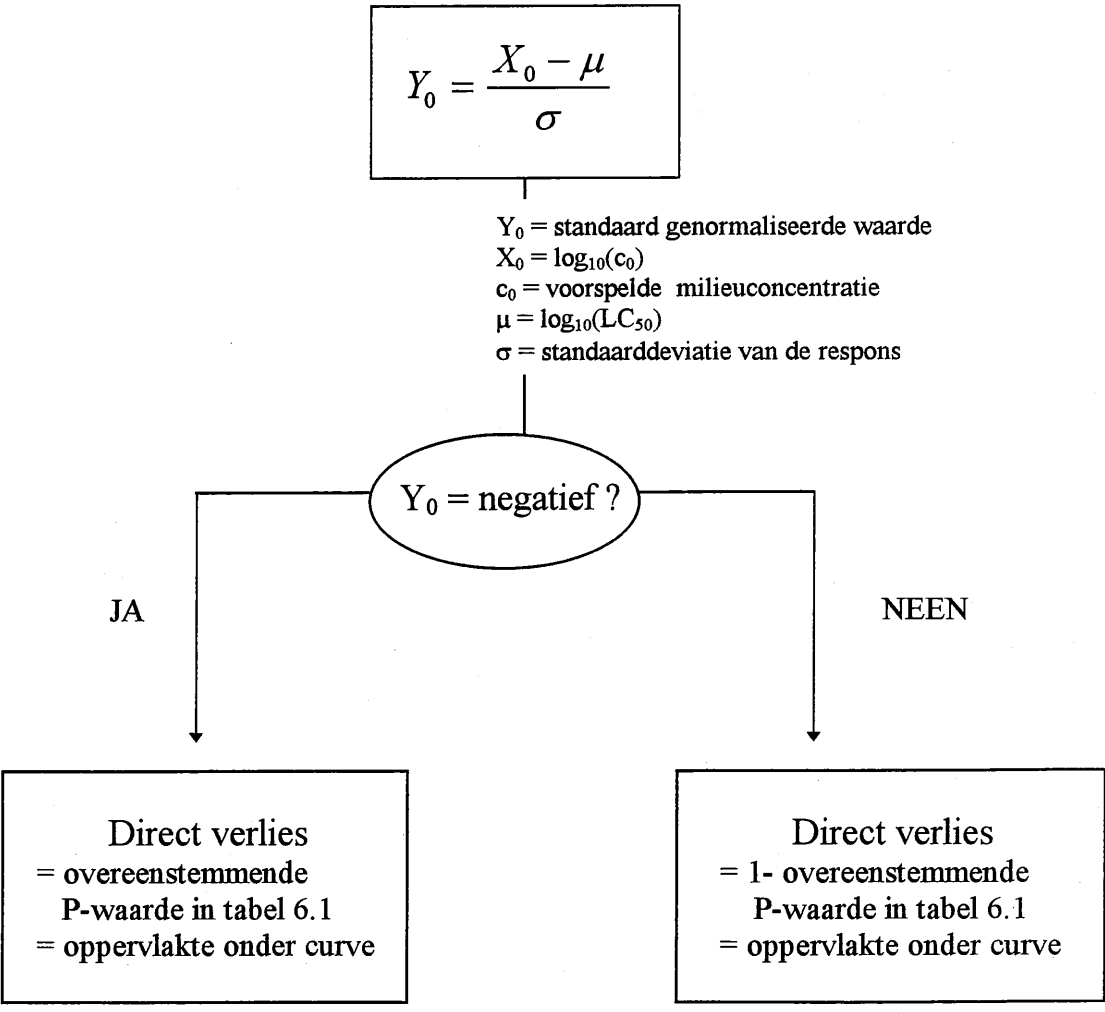 Y₀ = (X₀ − μ) / σ
Y₀ = standaard genormaliseerde waarde
X₀ = log₁₀(c₀)
c₀ = voorspelde milieuconcentratie
μ = log₁₀(LC₅₀)
σ = standaarddeviatie van de respons
Y₀ = negatief ?
JA
NEEN
Direct verlies
= overeenstemmende
P-waarde in tabel 6.1
= oppervlakte onder curve
Direct verlies
= 1- overeenstemmende
P-waarde in tabel 6.1
= oppervlakte onder curve